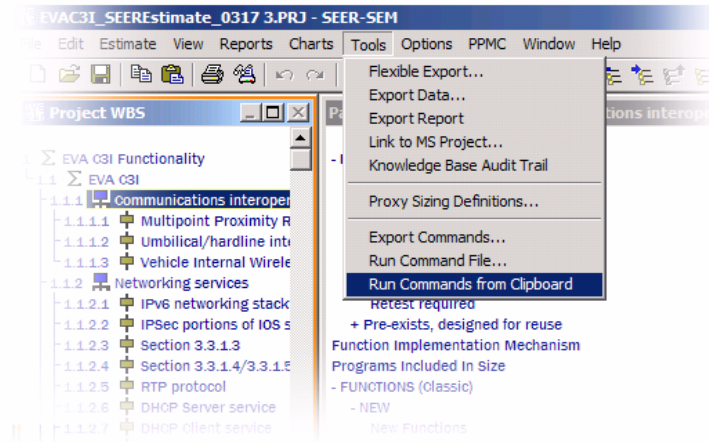 EVAC3I_SEEREstimate_0317 3.PRJ - SEER-SEM
File Edit Estimate View Reports Charts Tools Options PPMC Window Help
Flexible Export...
Export Data...
Export Report
Link to MS Project...
Knowledge Base Audit Trail
Proxy Sizing Definitions...
Export Commands...
Run Command File...
Run Commands from Clipboard
Project WBS
1 Σ EVA C3I Functionality
1.1 Σ EVA C3I
1.1.1 Communications interoper
1.1.1.1 Multipoint Proximity R
1.1.1.2 Umbilical/hardline inte
1.1.1.3 Vehicle Internal Wirele
1.1.2 Networking services
1.1.2.1 IPv6 networking stack
1.1.2.2 IPSec portions of IOS s
1.1.2.3 Section 3.3.1.3
1.1.2.4 Section 3.3.1.4/3.3.1.5
1.1.2.5 RTP protocol
1.1.2.6 DHCP Server service
1.1.2.7 DHCP Client service
Pa
tions interop
- I
Retest required
+ Pre-exists, designed for reuse
Function Implementation Mechanism
Programs Included In Size
- FUNCTIONS (Classic)
- NEW
New Functions